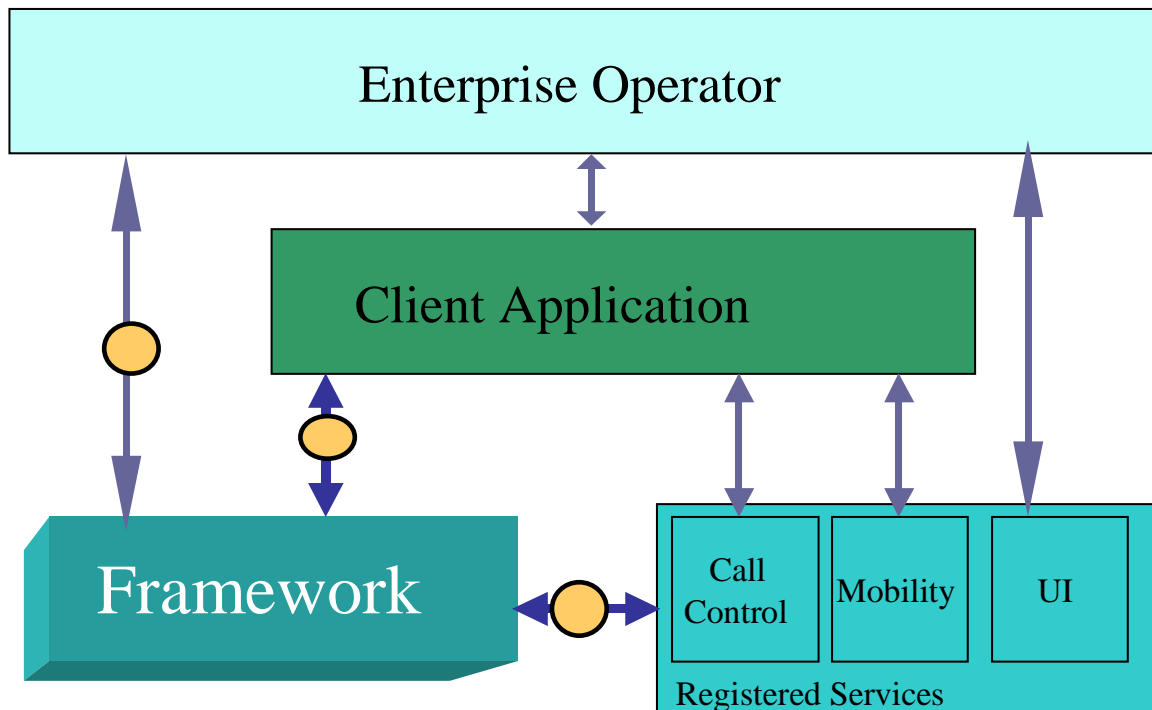 Enterprise Operator
Client Application
Framework
Call
Control
Mobility
UI
Registered Services